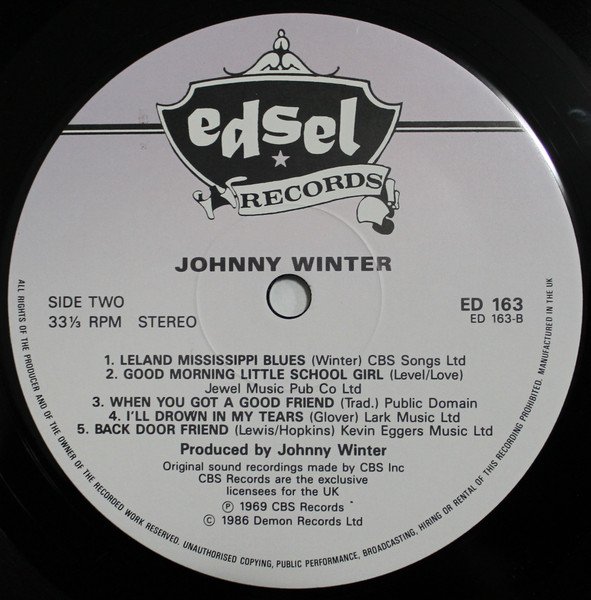 edsel
RECORDS
JOHNNY WINTER
SIDE TWO
33⅓ RPM STEREO
ED 163
ED 163-B
1. LELAND MISSISSIPPI BLUES (Winter) CBS Songs Ltd
2. GOOD MORNING LITTLE SCHOOL GIRL (Level/Love)
Jewel Music Pub Co Ltd
3. WHEN YOU GOT A GOOD FRIEND (Trad.) Public Domain
4. I'LL DROWN IN MY TEARS (Glover) Lark Music Ltd
5. BACK DOOR FRIEND (Lewis/Hopkins) Kevin Eggers Music Ltd
Produced by Johnny Winter
Original sound recordings made by CBS Inc
CBS Records are the exclusive
licensees for the UK
℗ 1969 CBS Records
© 1986 Demon Records Ltd
ALL RIGHTS OF THE PRODUCER AND OF THE OWNER OF THE RECORDED WORK RESERVED. UNAUTHORISED COPYING, PUBLIC PERFORMANCE, BROADCASTING, HIRING OR RENTAL OF THIS RECORDING PROHIBITED. MANUFACTURED IN THE UK